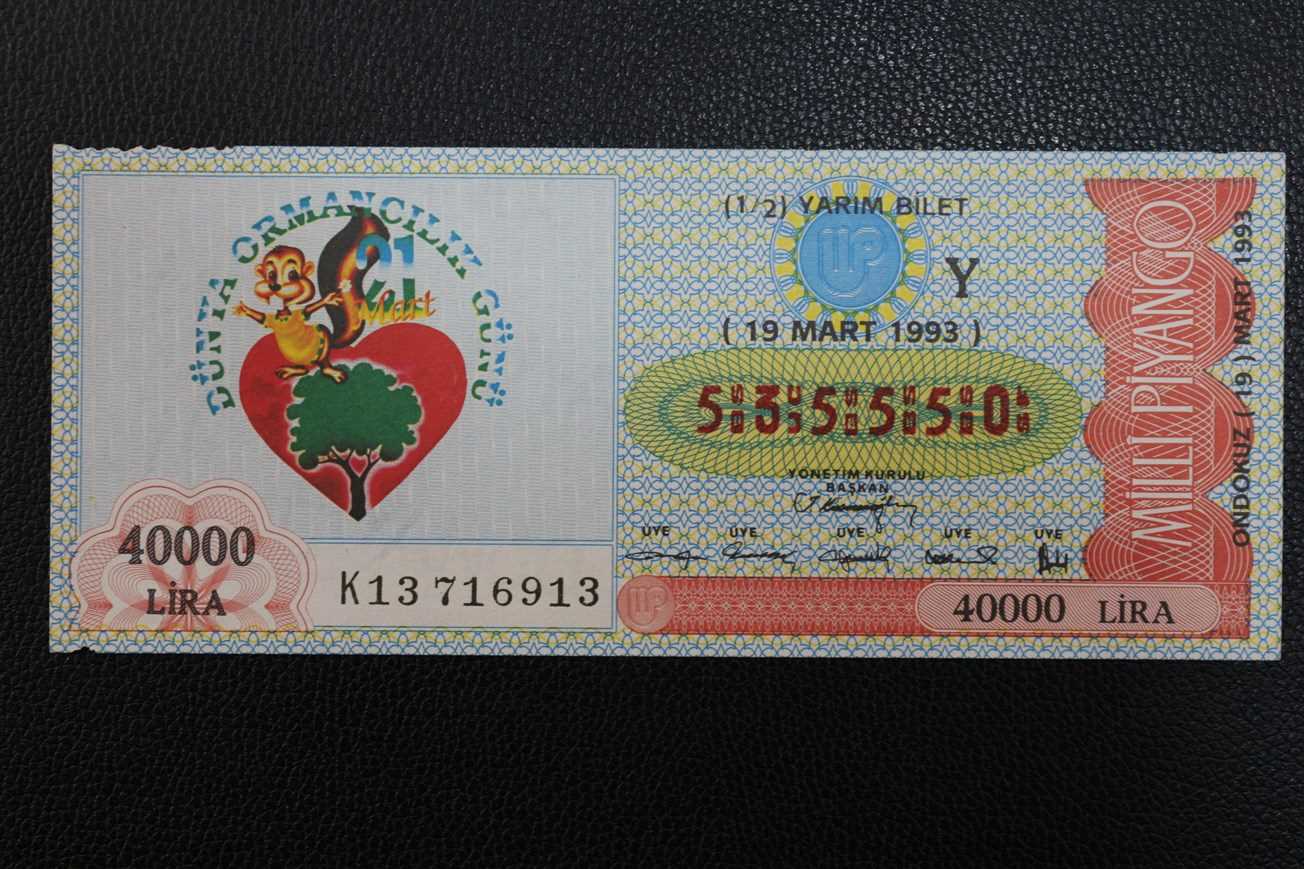 DÜNYA ORMANCILIK GÜNÜ
21
Mart
40000
LİRA
K13 716913
(1/2) YARIM BİLET
Y
( 19 MART 1993 )
5 3 5 5 5 0
YÖNETİM KURULU
BAŞKAN
ÜYE ÜYE ÜYE ÜYE ÜYE
40000 LİRA
MİLLİ PİYANGO
ONDOKUZ ( 19 ) MART 1993